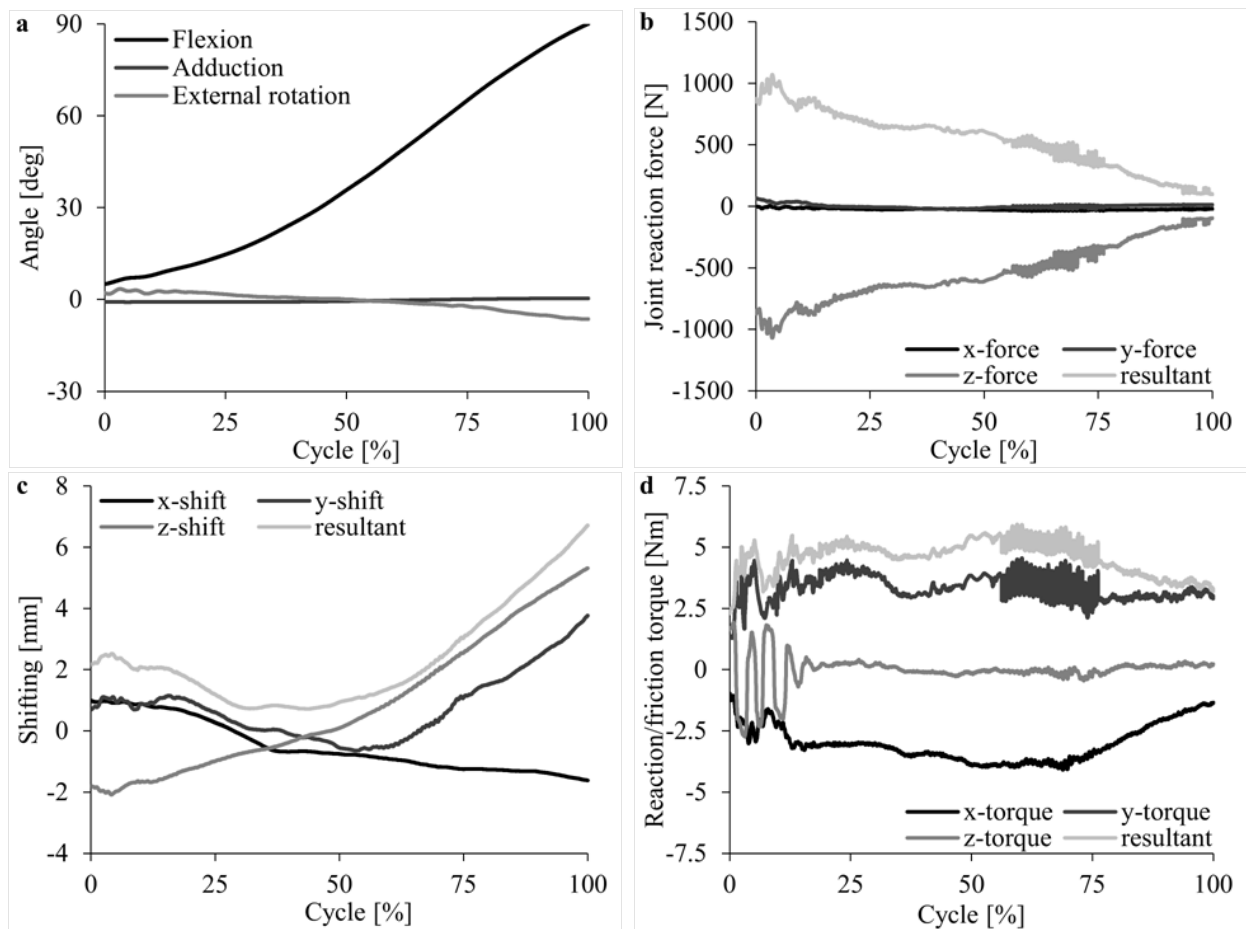 a
90
60
30
0
-30
Angle [deg]
Flexion
Adduction
External rotation
0 25 50 75 100
Cycle [%]
b
1500
1000
500
0
-500
-1000
-1500
Joint reaction force [N]
x-force y-force
z-force resultant
0 25 50 75 100
Cycle [%]
c
8
6
4
2
0
-2
-4
Shifting [mm]
x-shift y-shift
z-shift resultant
0 25 50 75 100
Cycle [%]
d
7.5
5
2.5
0
-2.5
-5
-7.5
Reaction/friction torque [Nm]
x-torque y-torque
z-torque resultant
0 25 50 75 100
Cycle [%]